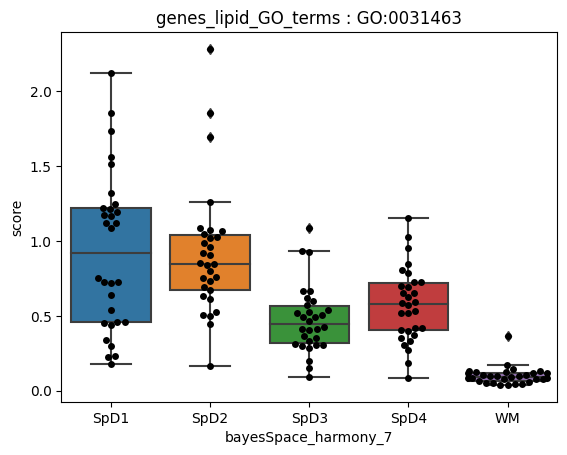 genes_lipid_GO_terms : GO:0031463
score
2.0
1.5
1.0
0.5
0.0
SpD1 SpD2 SpD3 SpD4 WM
bayesSpace_harmony_7